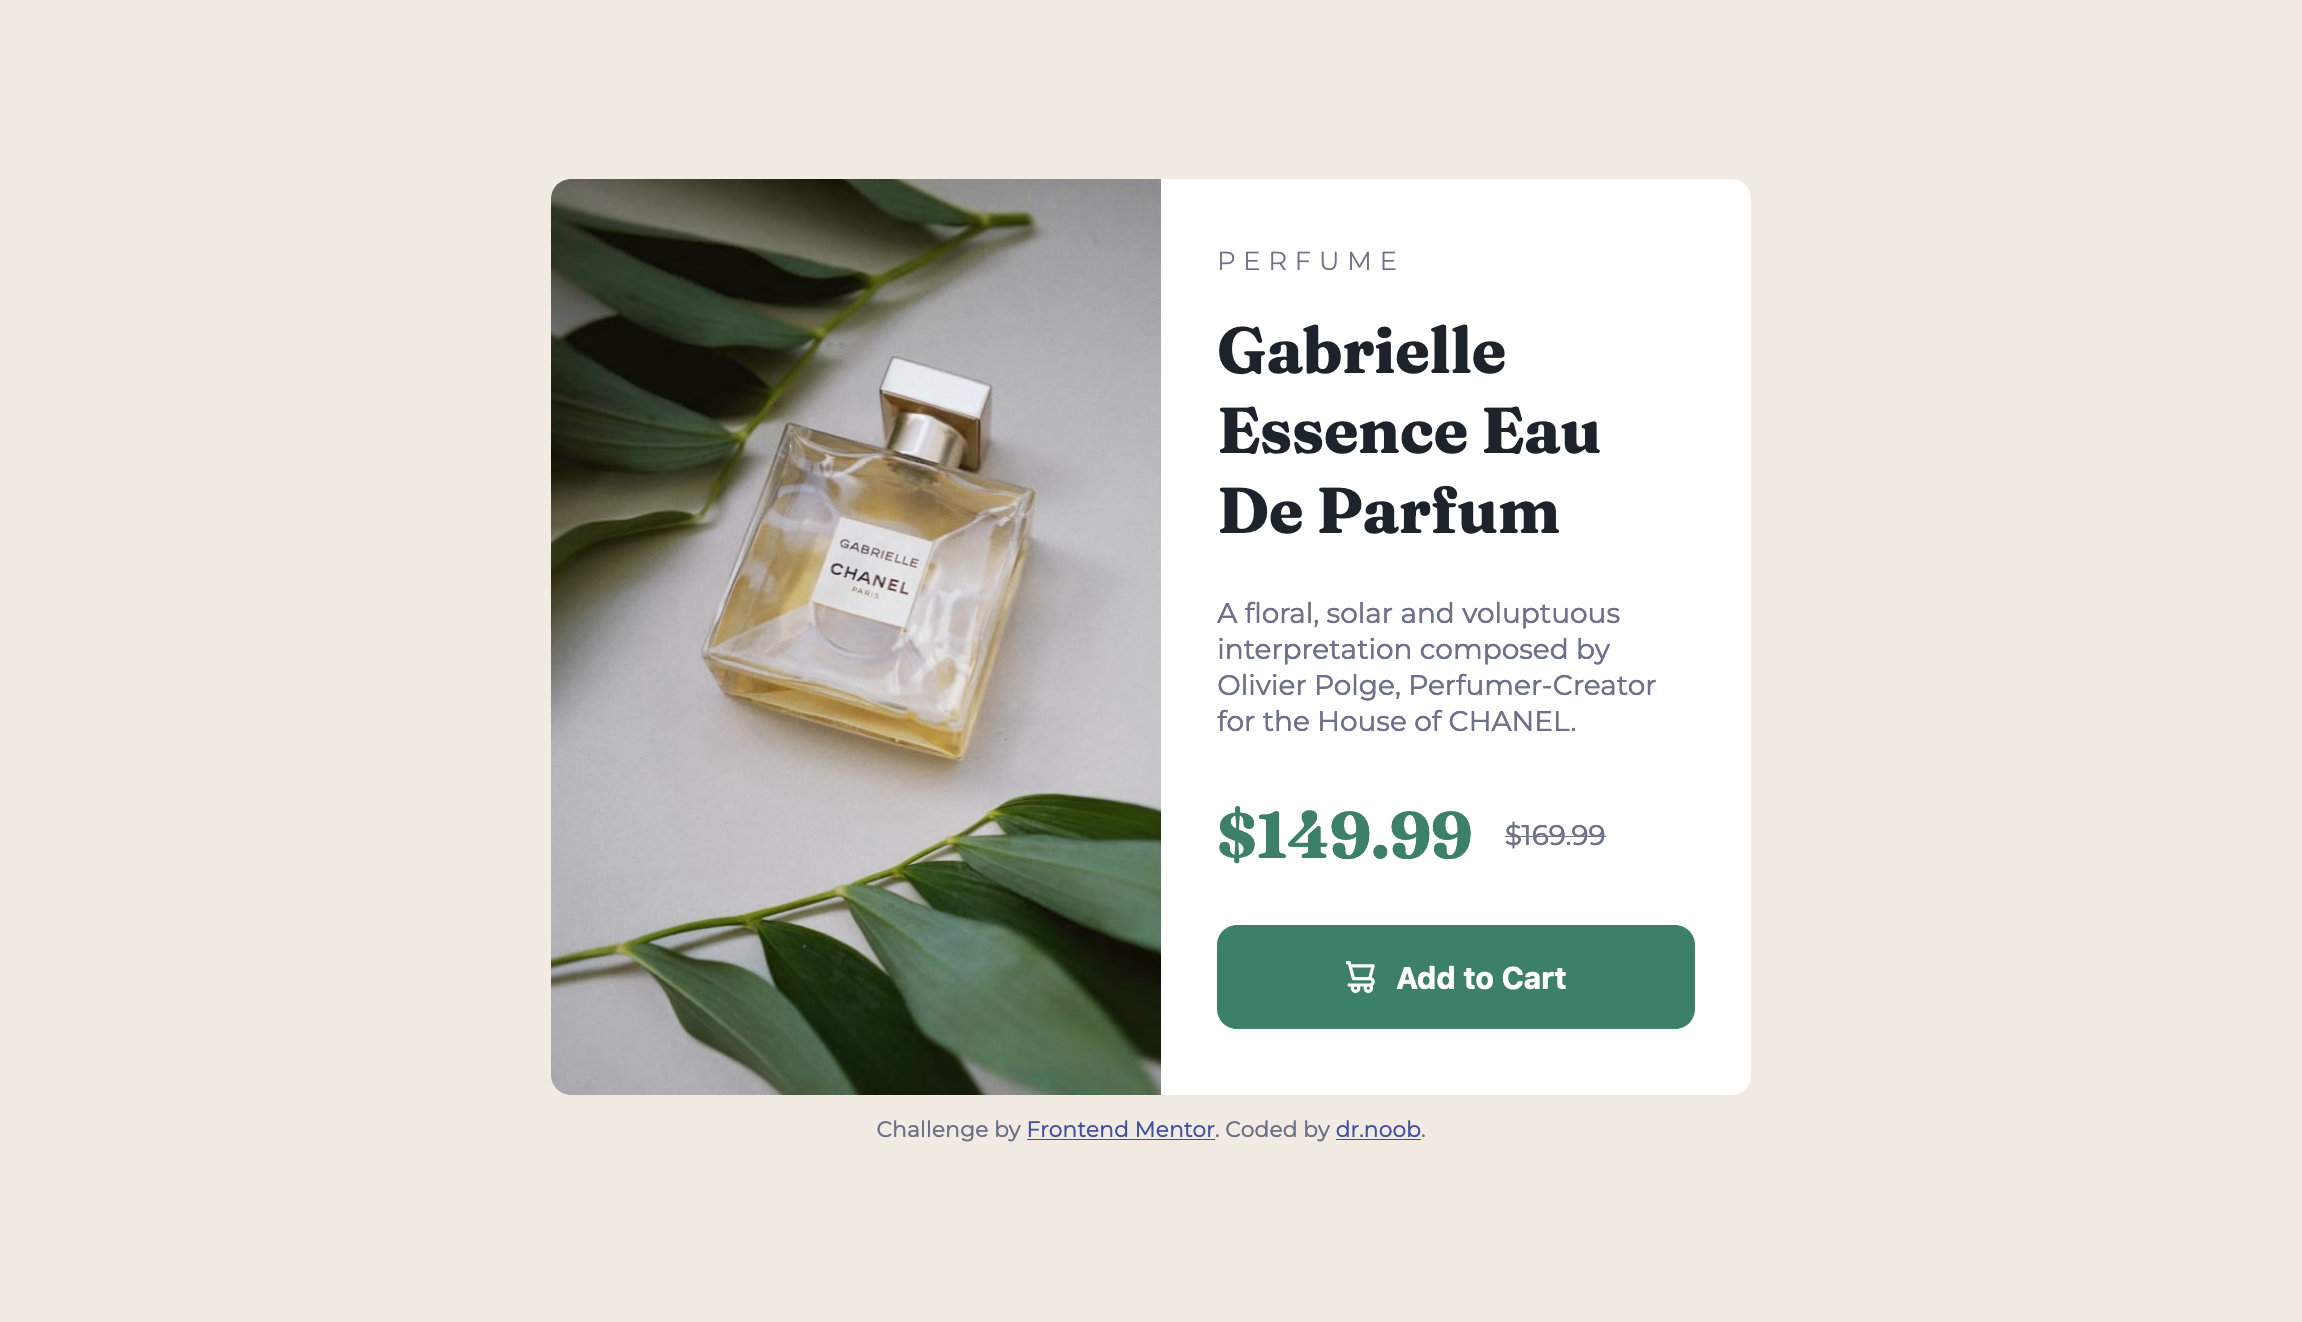 GABRIELLE
CHANEL
PARIS
PERFUME
Gabrielle
Essence Eau
De Parfum
A floral, solar and voluptuous
interpretation composed by
Olivier Polge, Perfumer-Creator
for the House of CHANEL.
$149.99 $169.99
Add to Cart
Challenge by Frontend Mentor. Coded by dr.noob.